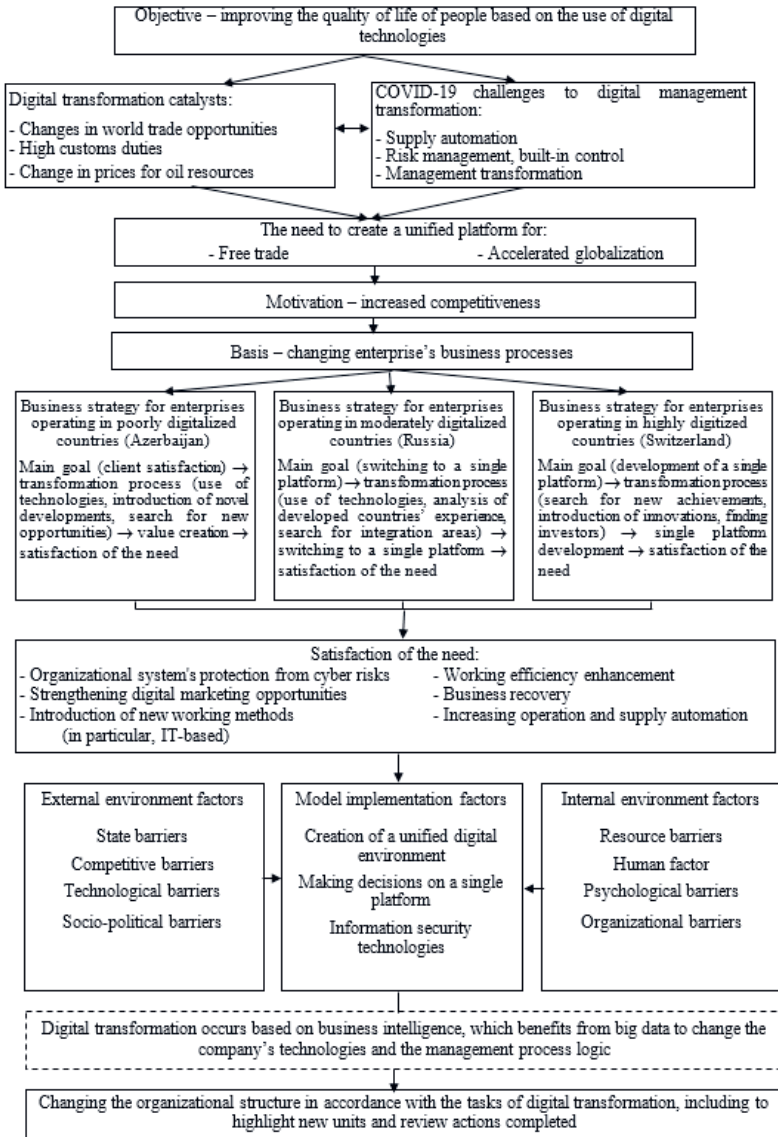 Objective – improving the quality of life of people based on the use of digital
technologies
Digital transformation catalysts:
- Changes in world trade opportunities
- High customs duties
- Change in prices for oil resources
COVID-19 challenges to digital management
transformation:
- Supply automation
- Risk management, built-in control
- Management transformation
The need to create a unified platform for:
- Free trade
- Accelerated globalization
Motivation – increased competitiveness
Basis – changing enterprise's business processes
Business strategy for enterprises
operating in poorly digitalized
countries (Azerbaijan)
Main goal (client satisfaction) →
transformation process (use of
technologies, introduction of novel
developments, search for new
opportunities) → value creation →
satisfaction of the need
Business strategy for enterprises
operating in moderately digitalized
countries (Russia)
Main goal (switching to a single
platform) → transformation process
(use of technologies, analysis of
developed countries' experience,
search for integration areas) →
switching to a single platform →
satisfaction of the need
Business strategy for enterprises
operating in highly digitized
countries (Switzerland)
Main goal (development of a single
platform) → transformation process
(search for new achievements,
introduction of innovations, finding
investors) → single platform
development → satisfaction of the
need
Satisfaction of the need:
- Organizational system's protection from cyber risks
- Strengthening digital marketing opportunities
- Introduction of new working methods
(in particular, IT-based)
- Working efficiency enhancement
- Business recovery
- Increasing operation and supply automation
External environment factors
State barriers
Competitive barriers
Technological barriers
Socio-political barriers
Model implementation factors
Creation of a unified digital
environment
Making decisions on a single
platform
Information security
technologies
Internal environment factors
Resource barriers
Human factor
Psychological barriers
Organizational barriers
Digital transformation occurs based on business intelligence, which benefits from big data to change the
company's technologies and the management process logic
Changing the organizational structure in accordance with the tasks of digital transformation, including to
highlight new units and review actions completed